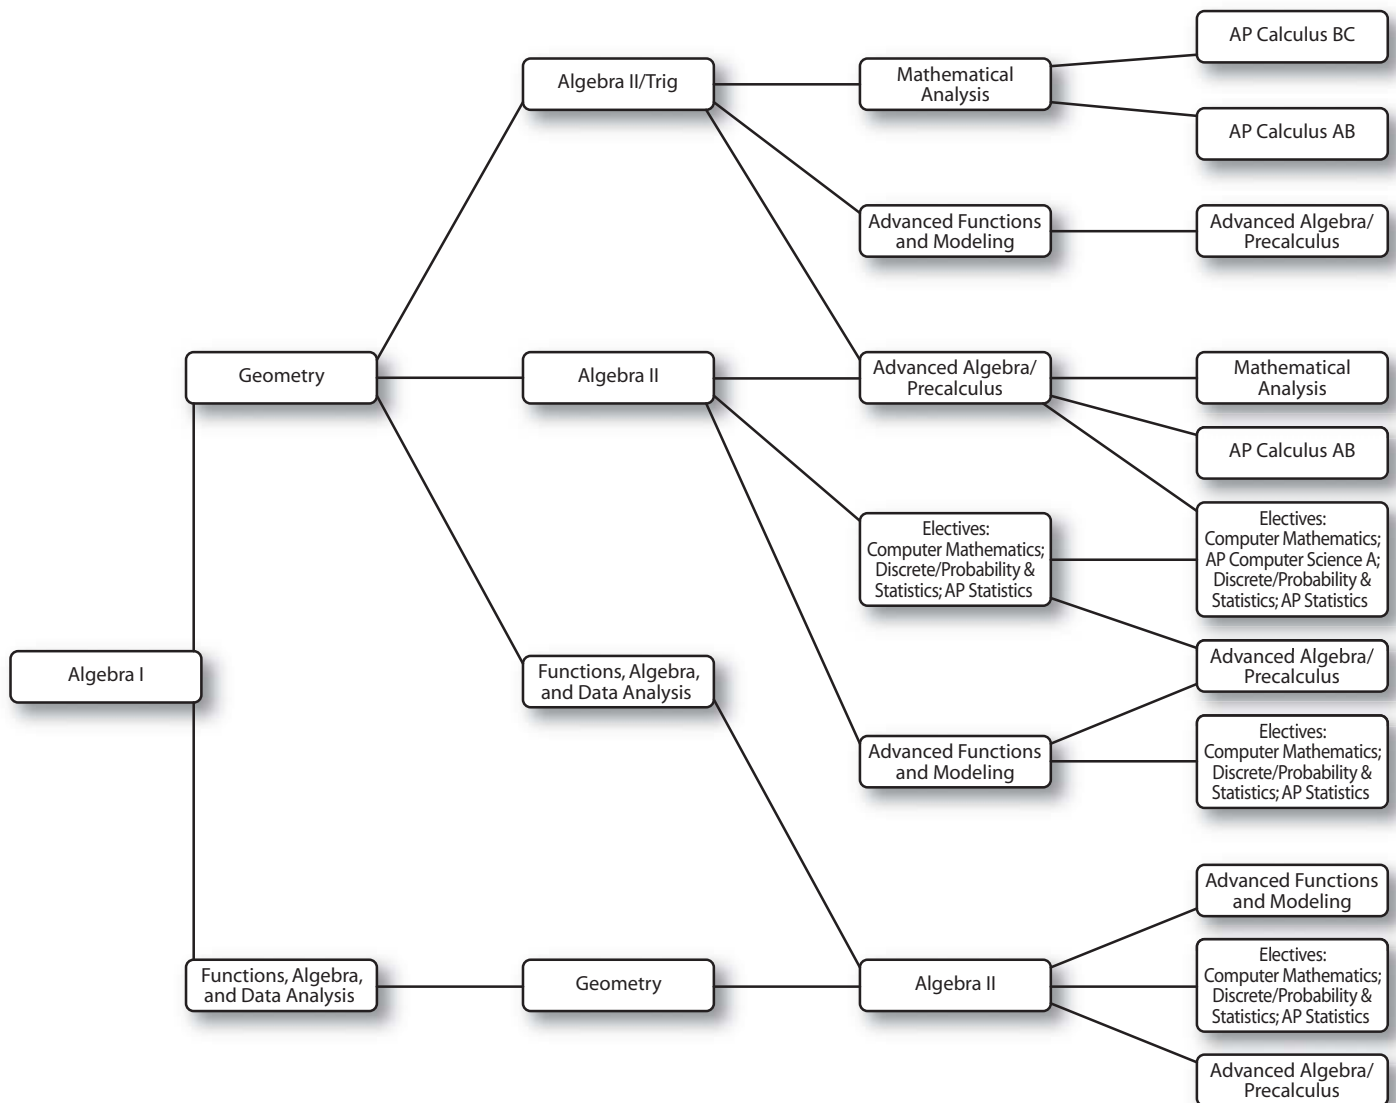 AP Calculus BC
Algebra II/Trig
Mathematical
Analysis
AP Calculus AB
Advanced Functions
and Modeling
Advanced Algebra/
Precalculus
Geometry
Algebra II
Advanced Algebra/
Precalculus
Mathematical
Analysis
AP Calculus AB
Electives:
Computer Mathematics;
Discrete/Probability &
Statistics; AP Statistics
Electives:
Computer Mathematics;
AP Computer Science A;
Discrete/Probability &
Statistics; AP Statistics
Algebra I
Functions, Algebra,
and Data Analysis
Advanced Algebra/
Precalculus
Advanced Functions
and Modeling
Electives:
Computer Mathematics;
Discrete/Probability &
Statistics; AP Statistics
Advanced Functions
and Modeling
Functions, Algebra,
and Data Analysis
Geometry
Algebra II
Electives:
Computer Mathematics;
Discrete/Probability &
Statistics; AP Statistics
Advanced Algebra/
Precalculus